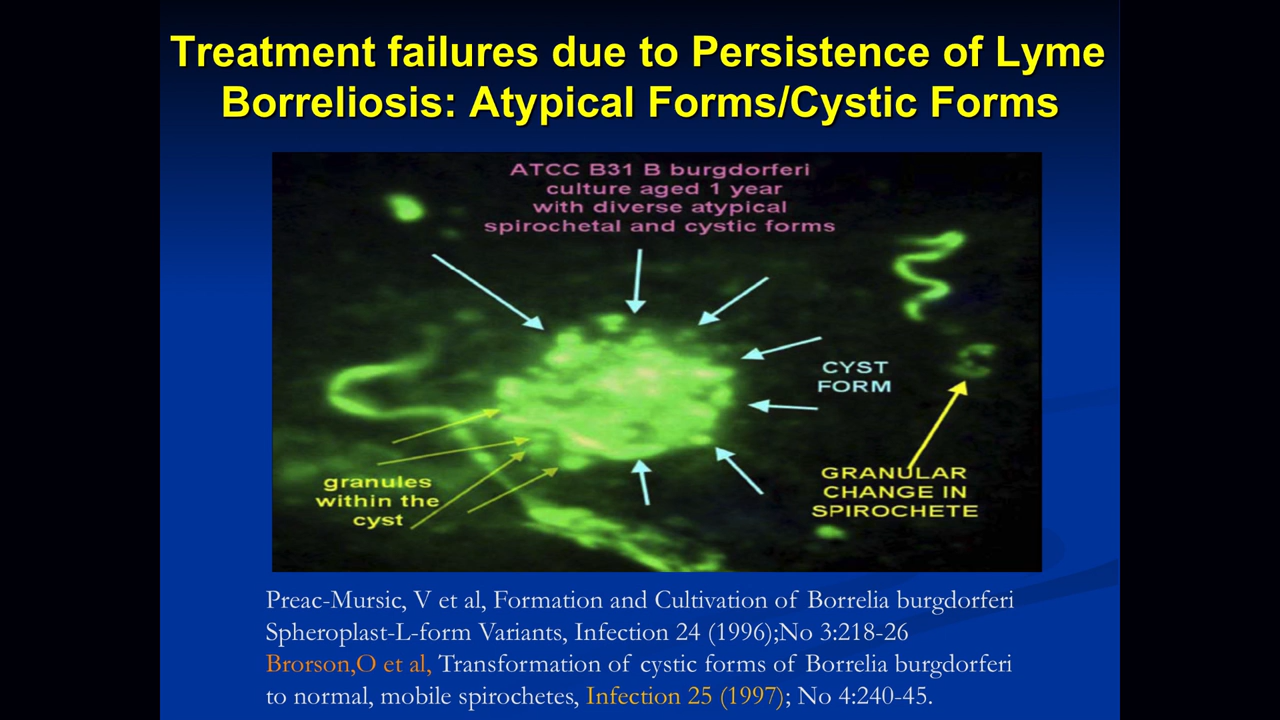 Treatment failures due to Persistence of Lyme
Borreliosis: Atypical Forms/Cystic Forms
ATCC B31 B burgdorferi
culture aged 1 year
with diverse atypical
spirochetal and cystic forms
CYST
FORM
granules
within the
cyst
GRANULAR
CHANGE IN
SPIROCHETE
Preac-Mursic, V et al, Formation and Cultivation of Borrelia burgdorferi
Spheroplast-L-form Variants, Infection 24 (1996);No 3:218-26
Brorson,O et al, Transformation of cystic forms of Borrelia burgdorferi
to normal, mobile spirochetes, Infection 25 (1997); No 4:240-45.